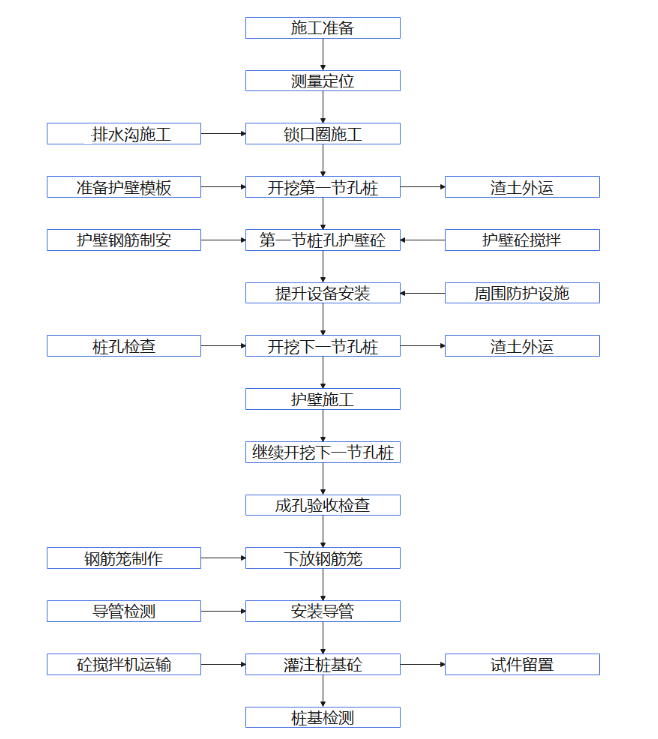 施工准备
测量定位
排水沟施工
锁口圈施工
准备护壁模板
开挖第一节孔桩
渣土外运
护壁钢筋制安
第一节桩孔护壁砼
护壁砼搅拌
提升设备安装
周围防护设施
桩孔检查
开挖下一节孔桩
渣土外运
护壁施工
继续开挖下一节孔桩
成孔验收检查
钢筋笼制作
下放钢筋笼
导管检测
安装导管
砼搅拌机运输
灌注桩基砼
试件留置
桩基检测